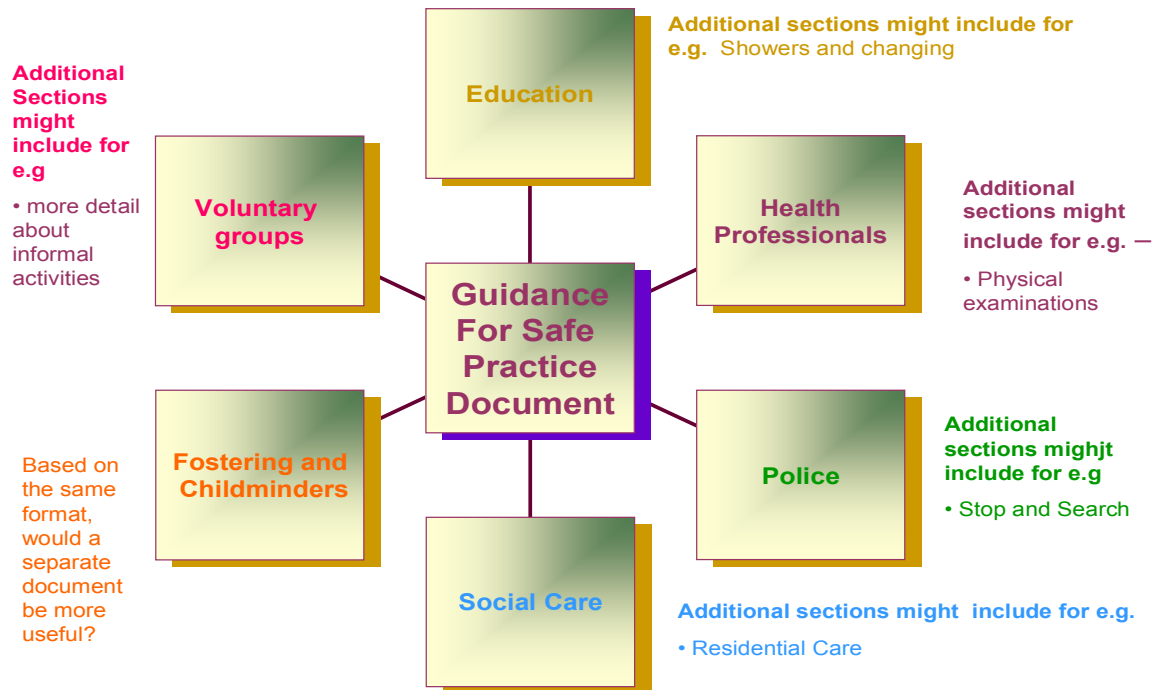 Additional sections might include for
e.g. Showers and changing
Education
Additional
Sections
might
include for
e.g
• more detail
about
informal
activities
Voluntary
groups
Health
Professionals
Additional
sections might
include for e.g. –
• Physical
examinations
Guidance
For Safe
Practice
Document
Based on
the same
format,
would a
separate
document
be more
useful?
Fostering and
Childminders
Police
Additional
sections mighjt
include for e.g
• Stop and Search
Social Care
Additional sections might include for e.g.
• Residential Care